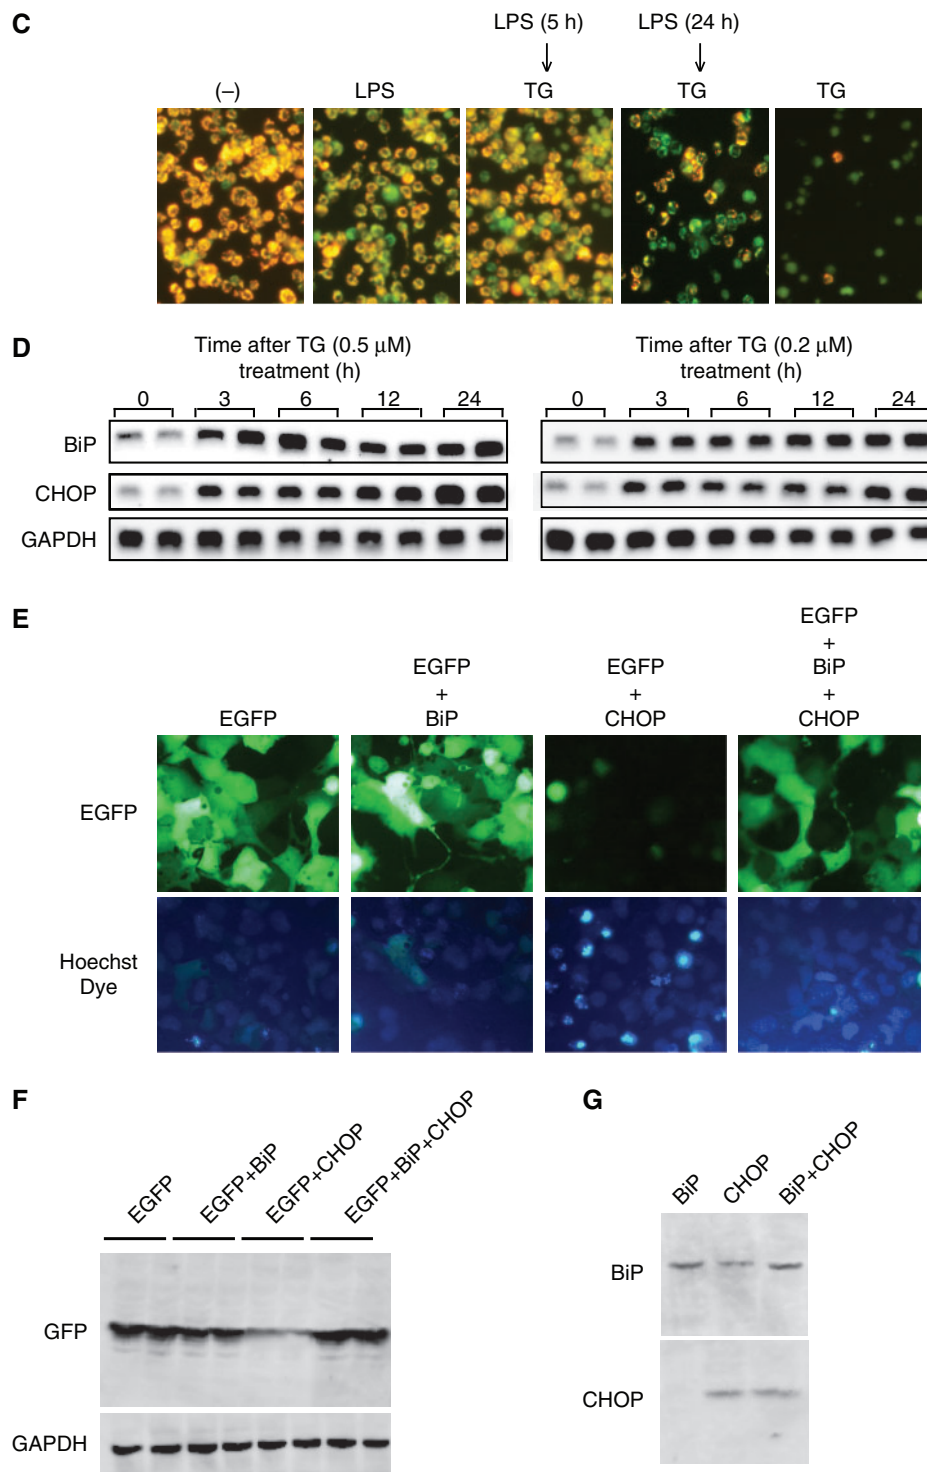 C
LPS (5 h) LPS (24 h)
(–) LPS TG TG TG
D
Time after TG (0.5 μM)
treatment (h)
Time after TG (0.2 μM)
treatment (h)
0 3 6 12 24 0 3 6 12 24
BiP
CHOP
GAPDH
E
EGFP
EGFP
+
BiP
EGFP
+
CHOP
EGFP
+
BiP
+
CHOP
EGFP
Hoechst
Dye
F
EGFP
EGFP+BiP
EGFP+CHOP
EGFP+BiP+CHOP
GFP
GAPDH
G
BiP
CHOP
BiP+CHOP
BiP
CHOP